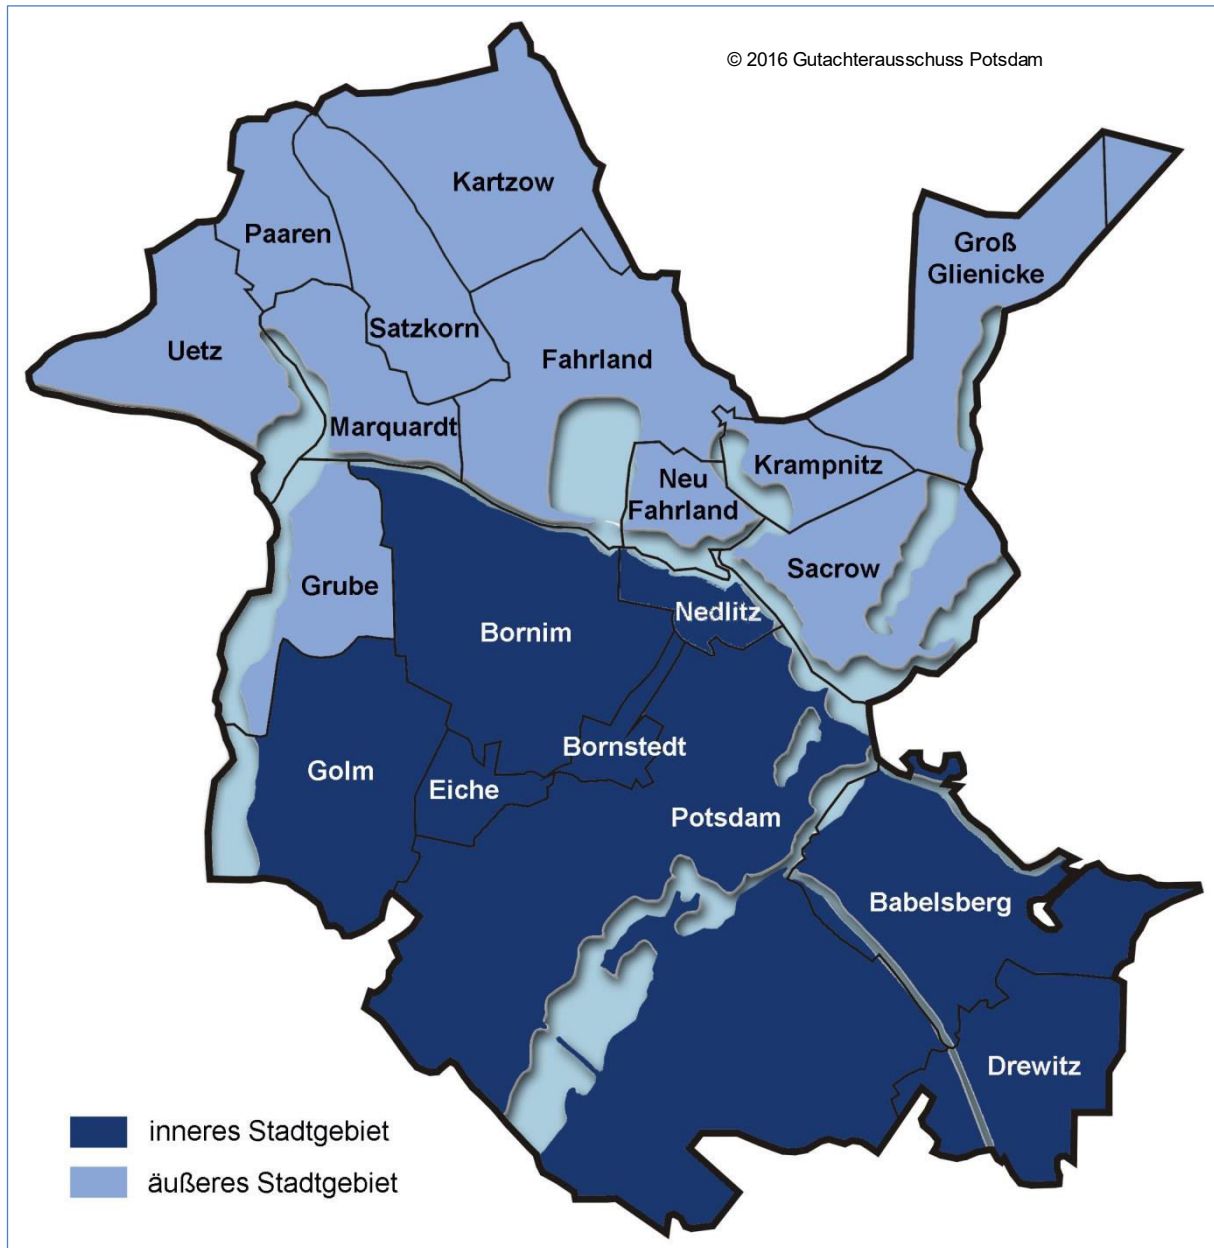 © 2016 Gutachterausschuss Potsdam
Kartzow
Paaren
Groß
Glienicke
Satzkorn
Uetz
Fahrland
Marquardt
Krampnitz
Neu
Fahrland
Sacrow
Grube
Nedlitz
Bornim
Bornstedt
Golm
Eiche
Potsdam
Babelsberg
Drewitz
inneres Stadtgebiet
äußeres Stadtgebiet